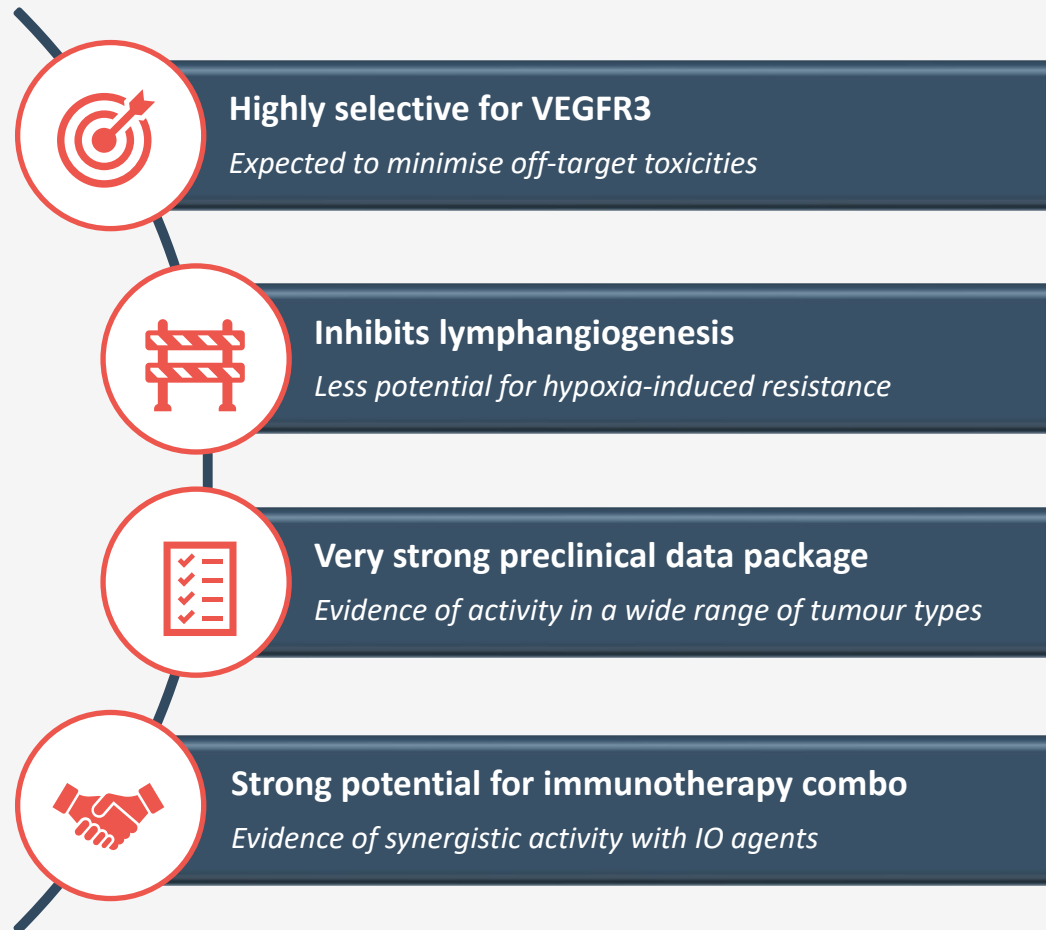 Highly selective for VEGFR3
Expected to minimise off-target toxicities
Inhibits lymphangiogenesis
Less potential for hypoxia-induced resistance
Very strong preclinical data package
Evidence of activity in a wide range of tumour types
Strong potential for immunotherapy combo
Evidence of synergistic activity with IO agents